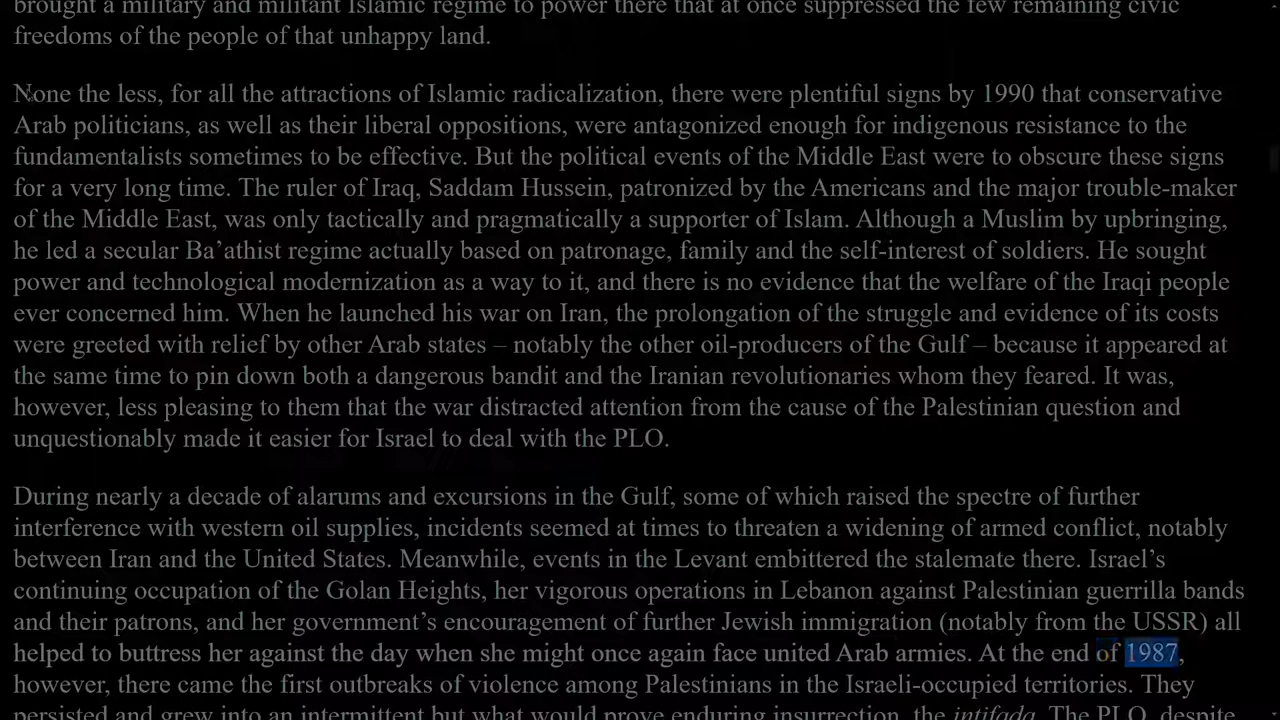 brought a military and militant Islamic regime to power there that at once suppressed the few remaining civic
freedoms of the people of that unhappy land.
None the less, for all the attractions of Islamic radicalization, there were plentiful signs by 1990 that conservative
Arab politicians, as well as their liberal oppositions, were antagonized enough for indigenous resistance to the
fundamentalists sometimes to be effective. But the political events of the Middle East were to obscure these signs
for a very long time. The ruler of Iraq, Saddam Hussein, patronized by the Americans and the major trouble-maker
of the Middle East, was only tactically and pragmatically a supporter of Islam. Although a Muslim by upbringing,
he led a secular Ba’athist regime actually based on patronage, family and the self-interest of soldiers. He sought
power and technological modernization as a way to it, and there is no evidence that the welfare of the Iraqi people
ever concerned him. When he launched his war on Iran, the prolongation of the struggle and evidence of its costs
were greeted with relief by other Arab states – notably the other oil-producers of the Gulf – because it appeared at
the same time to pin down both a dangerous bandit and the Iranian revolutionaries whom they feared. It was,
however, less pleasing to them that the war distracted attention from the cause of the Palestinian question and
unquestionably made it easier for Israel to deal with the PLO.
During nearly a decade of alarums and excursions in the Gulf, some of which raised the spectre of further
interference with western oil supplies, incidents seemed at times to threaten a widening of armed conflict, notably
between Iran and the United States. Meanwhile, events in the Levant embittered the stalemate there. Israel’s
continuing occupation of the Golan Heights, her vigorous operations in Lebanon against Palestinian guerrilla bands
and their patrons, and her government’s encouragement of further Jewish immigration (notably from the USSR) all
helped to buttress her against the day when she might once again face united Arab armies. At the end of 1987,
however, there came the first outbreaks of violence among Palestinians in the Israeli-occupied territories. They
persisted and grew into an intermittent but what would prove enduring insurrection, the intifada. The PLO, despite